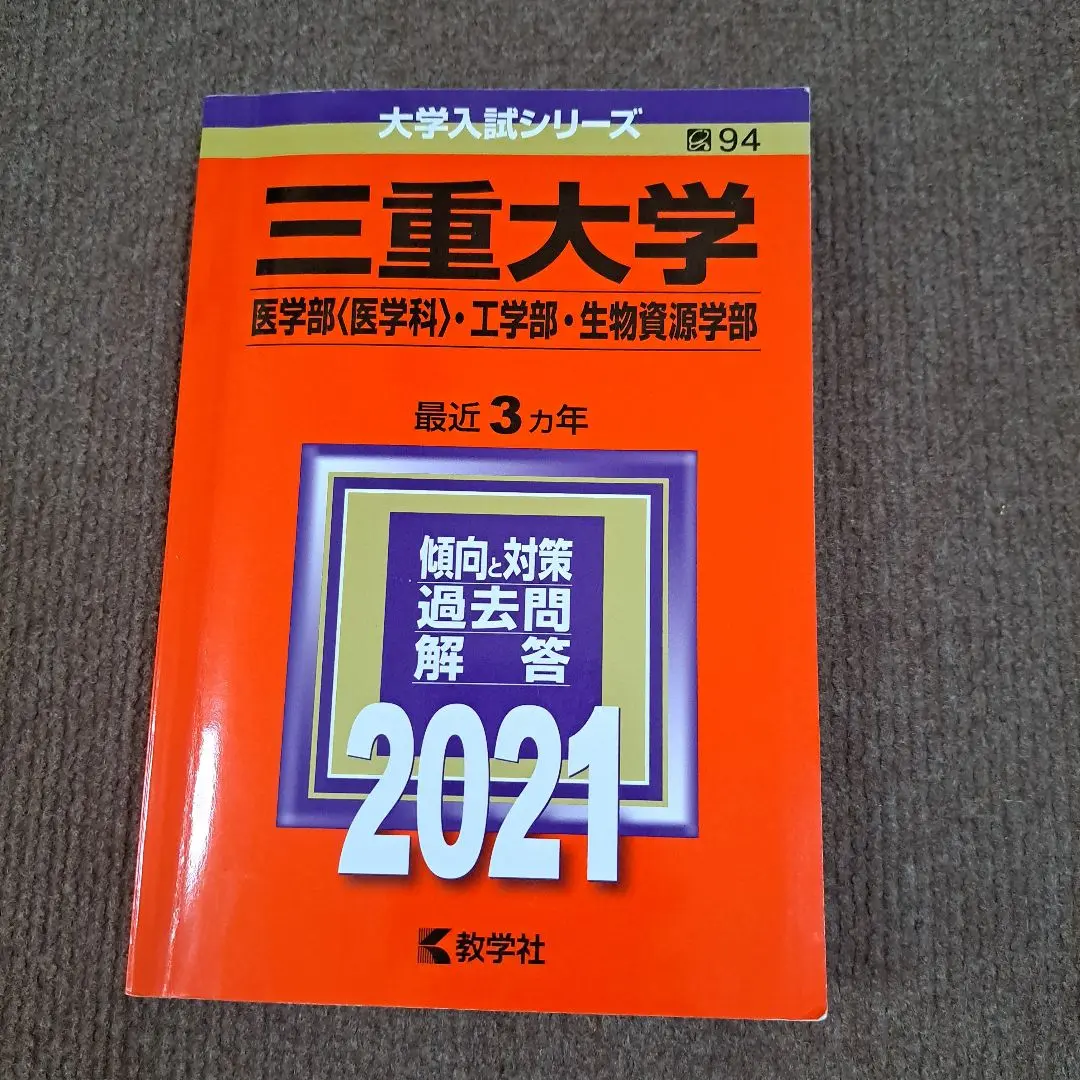 大学入試シリーズ
94
三重大学
医学部〈医学科〉・工学部・生物資源学部
最近3カ年
傾向と対策
過去問
解答
2021
教学社